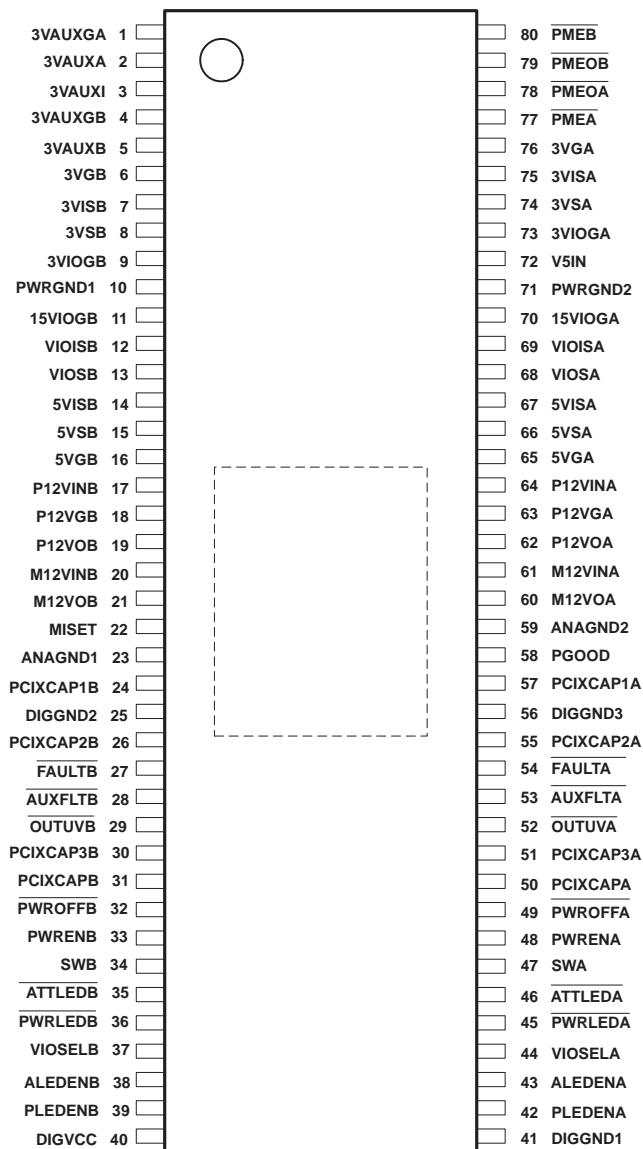 3VAUXGA 1
3VAUXA 2
3VAUXI 3
3VAUXGB 4
3VAUXB 5
3VGB 6
3VISB 7
3VSB 8
3VIOGB 9
PWRGND1 10
15VIOGB 11
VIOISB 12
VIOSB 13
5VISB 14
5VSB 15
5VGB 16
P12VINB 17
P12VGB 18
P12VOB 19
M12VINB 20
M12VOB 21
MISET 22
ANAGND1 23
PCIXCAP1B 24
DIGGND2 25
PCIXCAP2B 26
FAULTB 27
AUXFLTB 28
OUTUVB 29
PCIXCAP3B 30
PCIXCAPB 31
PWROFFB 32
PWRENB 33
SWB 34
ATTLEDB 35
PWRLEDB 36
VIOSELB 37
ALEDENB 38
PLEDENB 39
DIGVCC 40
80 PMEB
79 PMEOB
78 PMEOA
77 PMEA
76 3VGA
75 3VISA
74 3VSA
73 3VIOGA
72 V5IN
71 PWRGND2
70 15VIOGA
69 VIOISA
68 VIOSA
67 5VISA
66 5VSA
65 5VGA
64 P12VINA
63 P12VGA
62 P12VOA
61 M12VINA
60 M12VOA
59 ANAGND2
58 PGOOD
57 PCIXCAP1A
56 DIGGND3
55 PCIXCAP2A
54 FAULTA
53 AUXFLTA
52 OUTUVA
51 PCIXCAP3A
50 PCIXCAPA
49 PWROFFA
48 PWRENA
47 SWA
46 ATTLEDA
45 PWRLEDA
44 VIOSELA
43 ALEDENA
42 PLEDENA
41 DIGGND1